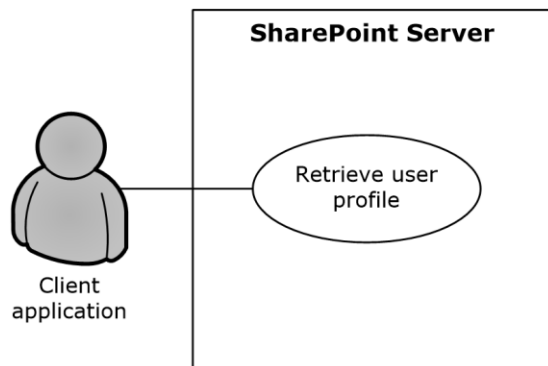 SharePoint Server
Retrieve user
profile
Client
application